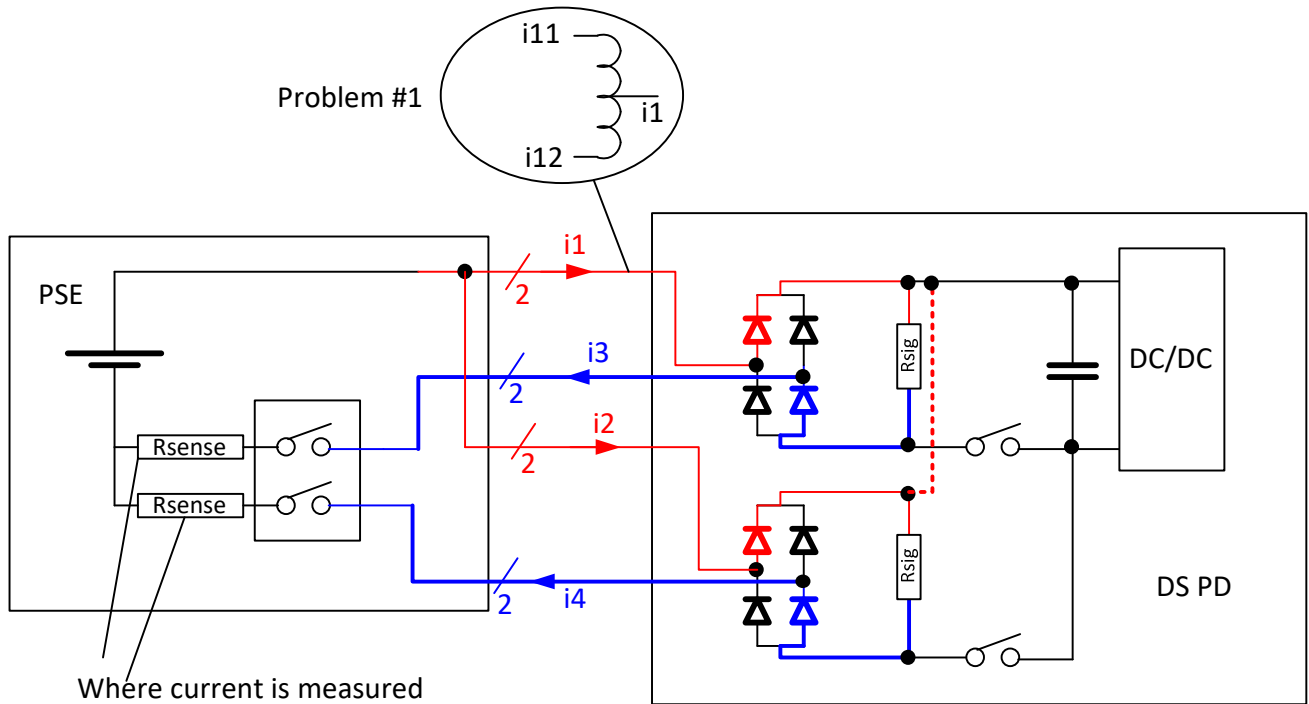 i11
Problem #1
i1
i12
i1
2
PSE
i3
2
Rsig
DC/DC
i2
2
Rsense
Rsense
Rsig
2
i4
DS PD
Where current is measured